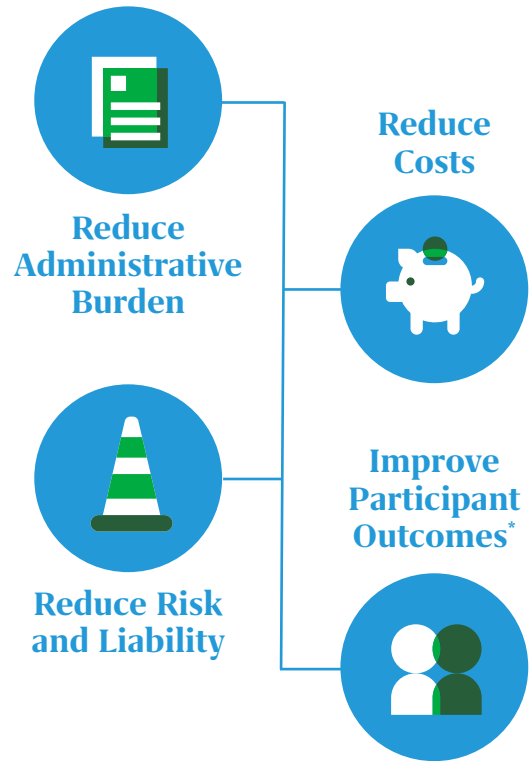 Reduce
Administrative
Burden
Reduce
Costs
Reduce Risk
and Liability
Improve
Participant
Outcomes*